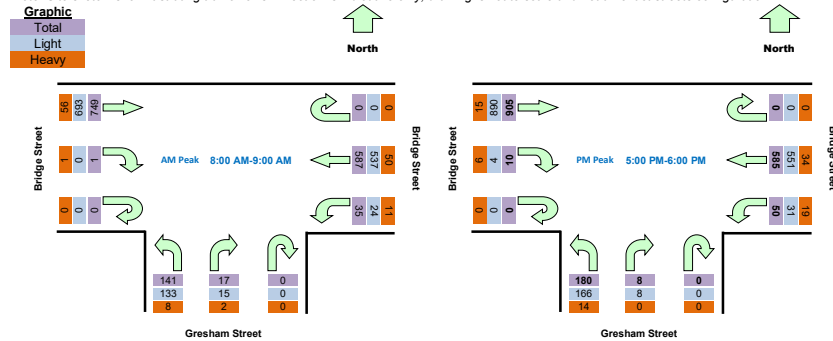 Graphic
Total
Light
Heavy
North
North
56 693 749
0 0 0
1 0 1
AM Peak 8:00 AM-9:00 AM
587 537 50
0 0 0
35 24 11
Bridge Street
Bridge Street
141 17 0
133 15 0
8 2 0
Gresham Street
15 890 905
0 0 0
6 4 10
PM Peak 5:00 PM-6:00 PM
585 551 34
0 0 0
50 31 19
Bridge Street
Bridge Street
180 8 0
166 8 0
14 0 0
Gresham Street